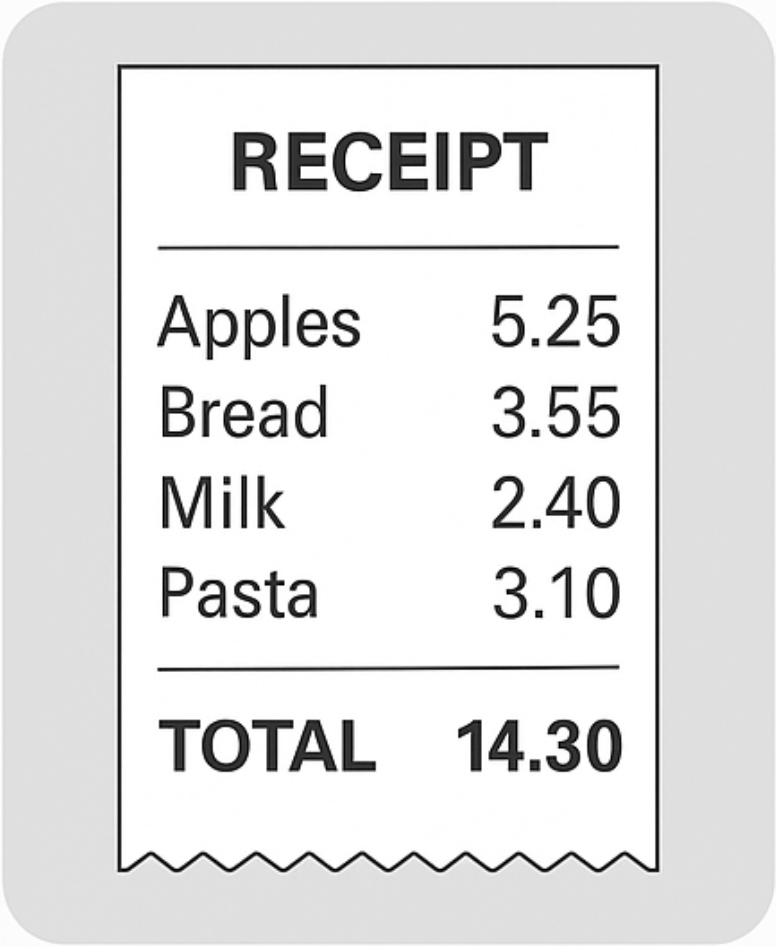 RECEIPT
Apples 5.25
Bread 3.55
Milk 2.40
Pasta 3.10
TOTAL 14.30